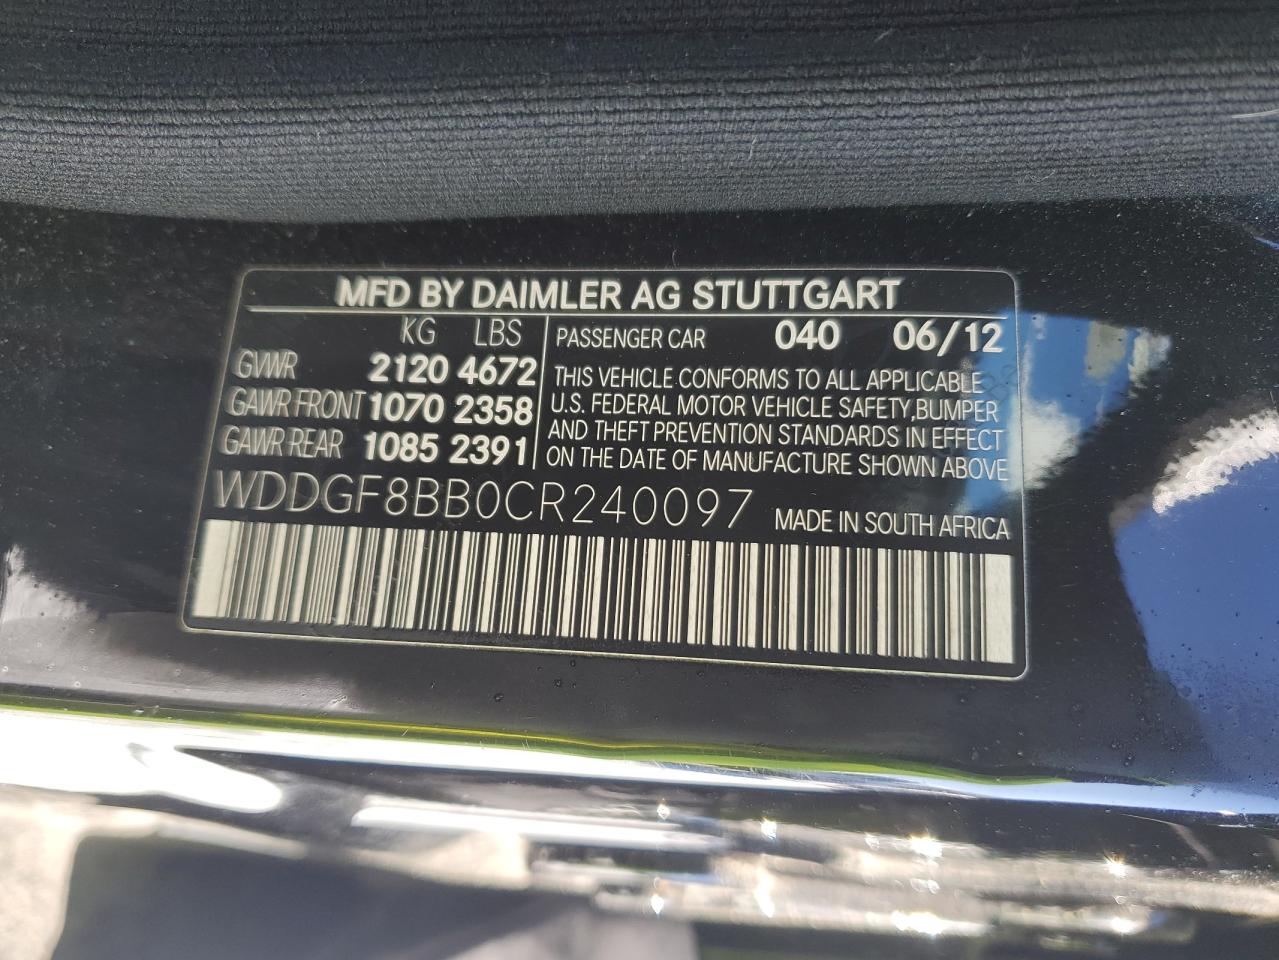 MFD BY DAIMLER AG STUTTGART
KG LBS
GVWR 2120 4672
GAWR FRONT 1070 2358
GAWR REAR 1085 2391
PASSENGER CAR 040 06/12
THIS VEHICLE CONFORMS TO ALL APPLICABLE
U.S. FEDERAL MOTOR VEHICLE SAFETY, BUMPER
AND THEFT PREVENTION STANDARDS IN EFFECT
ON THE DATE OF MANUFACTURE SHOWN ABOVE
WDDGF8BB0CR240097 MADE IN SOUTH AFRICA